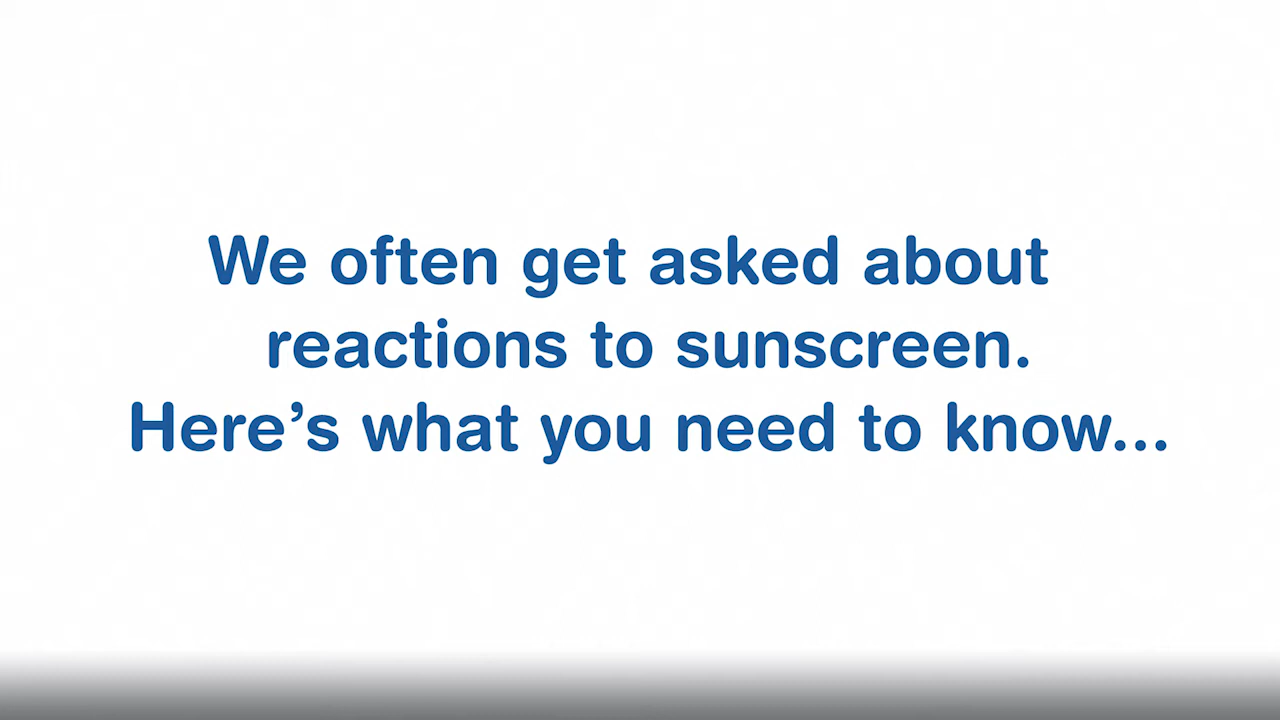 We often get asked about
reactions to sunscreen.
Here’s what you need to know...